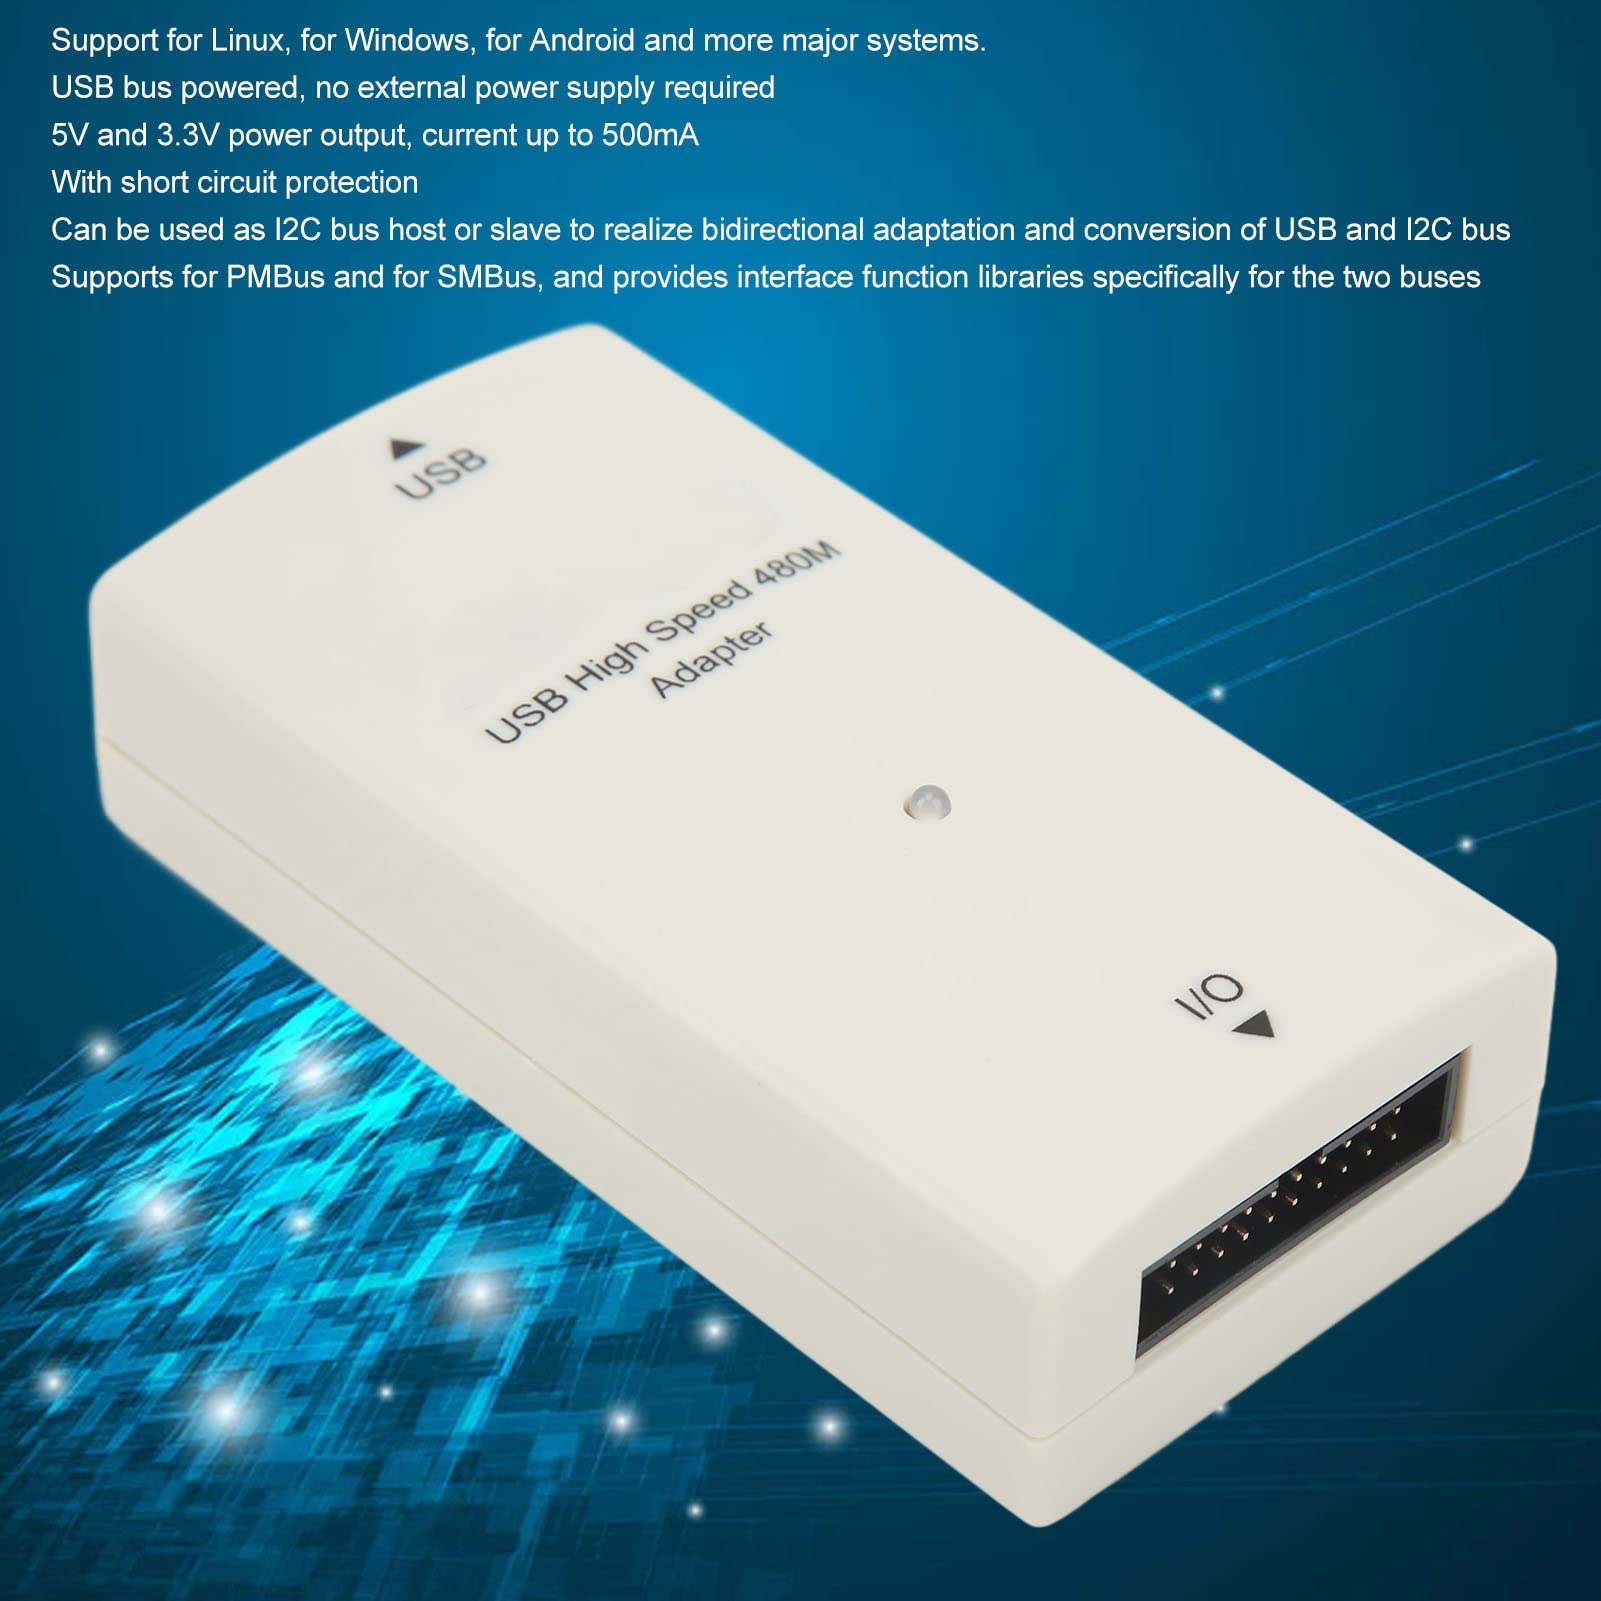 Support for Linux, for Windows, for Android and more major systems.
USB bus powered, no external power supply required
5V and 3.3V power output, current up to 500mA
With short circuit protection
Can be used as I2C bus host or slave to realize bidirectional adaptation and conversion of USB and I2C bus
Supports for PMBus and for SMBus, and provides interface function libraries specifically for the two buses
USB
USB High Speed 480M
Adapter
I/O